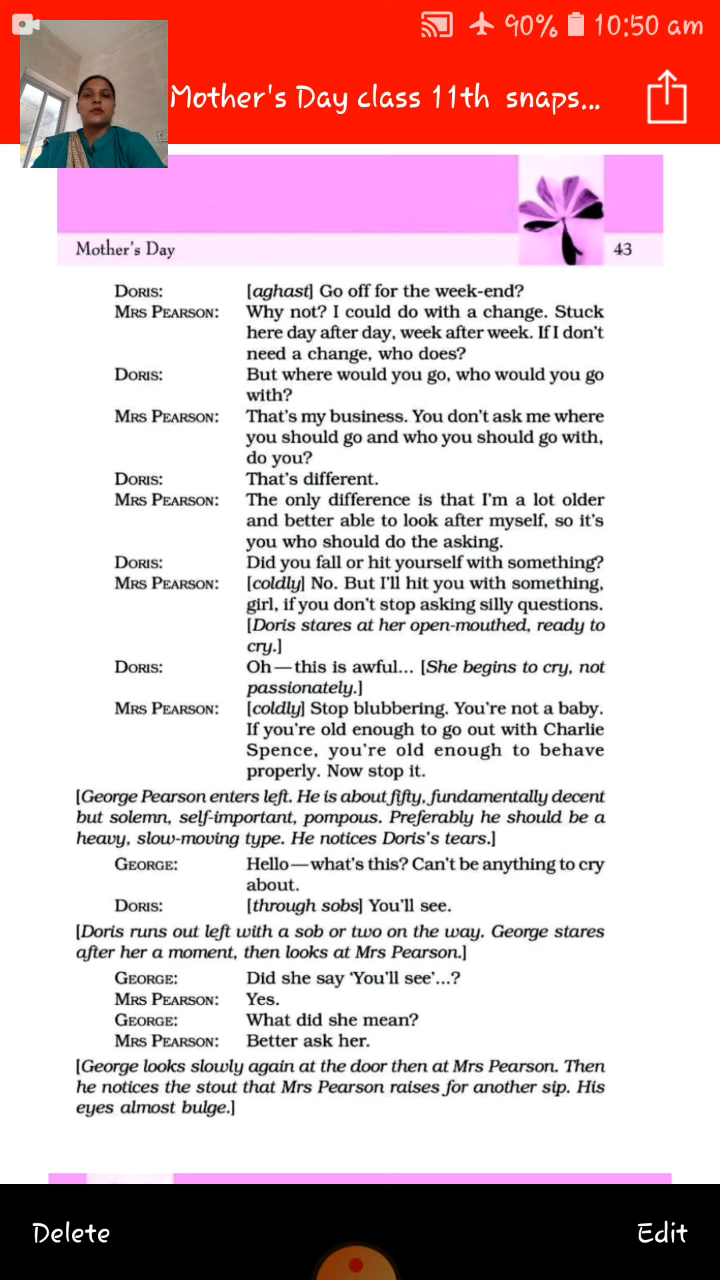 90% 10:50 am
Mother's Day class 11th snaps...
Mother's Day 43
DORIS: [aghast] Go off for the week-end?
MRS PEARSON: Why not? I could do with a change. Stuck
here day after day, week after week. If I don't
need a change, who does?
DORIS: But where would you go, who would you go
with?
MRS PEARSON: That's my business. You don't ask me where
you should go and who you should go with,
do you?
DORIS: That's different.
MRS PEARSON: The only difference is that I'm a lot older
and better able to look after myself, so it's
you who should do the asking.
DORIS: Did you fall or hit yourself with something?
MRS PEARSON: [coldly] No. But I'll hit you with something,
girl, if you don't stop asking silly questions.
[Doris stares at her open-mouthed, ready to
cry.]
DORIS: Oh—this is awful... [She begins to cry, not
passionately.]
MRS PEARSON: [coldly] Stop blubbering. You're not a baby.
If you're old enough to go out with Charlie
Spence, you're old enough to behave
properly. Now stop it.
[George Pearson enters left. He is about fifty, fundamentally decent
but solemn, self-important, pompous. Preferably he should be a
heavy, slow-moving type. He notices Doris's tears.]
GEORGE: Hello—what's this? Can't be anything to cry
about.
DORIS: [through sobs] You'll see.
[Doris runs out left with a sob or two on the way. George stares
after her a moment, then looks at Mrs Pearson.]
GEORGE: Did she say 'You'll see'...?
MRS PEARSON: Yes.
GEORGE: What did she mean?
MRS PEARSON: Better ask her.
[George looks slowly again at the door then at Mrs Pearson. Then
he notices the stout that Mrs Pearson raises for another sip. His
eyes almost bulge.]
Delete Edit